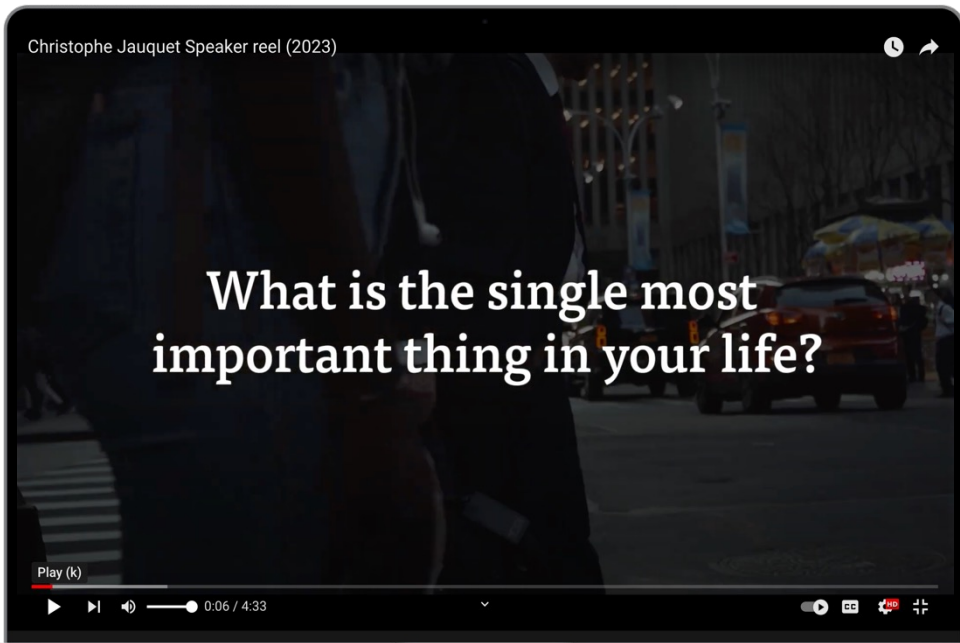 Christophe Jauquet Speaker reel (2023)
What is the single most
important thing in your life?
Play (k)
0:06 / 4:33
CC
HD